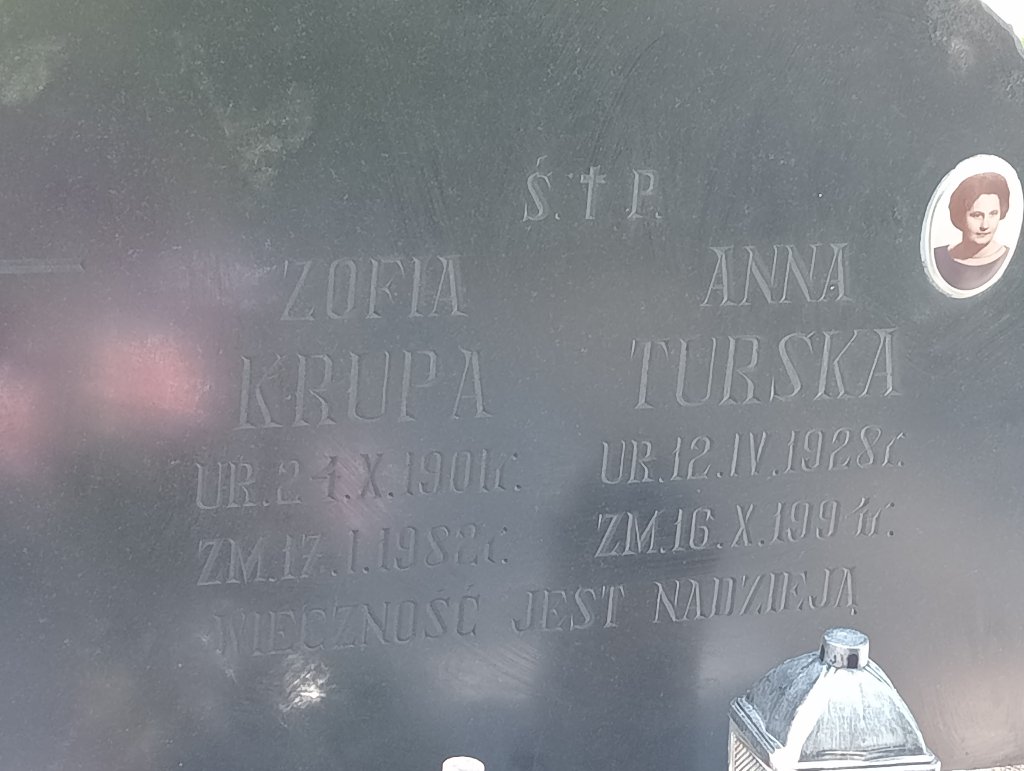 Ś. † P.
ZOFIA
KRUPA
UR. 24. X. 1901r.
ZM. 17. I. 1982r.
ANNA
TURSKA
UR. 12. IV. 1928r.
ZM. 16. X. 1994r.
WIECZNOŚĆ JEST NADZIEJĄ